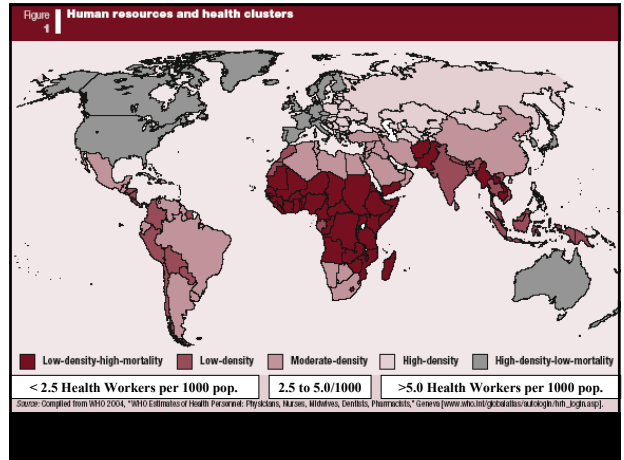 Figure 1 Human resources and health clusters
Low-density-high-mortality Low-density Moderate-density High-density High-density-low-mortality
< 2.5 Health Workers per 1000 pop. 2.5 to 5.0/1000 >5.0 Health Workers per 1000 pop.
Source: Compiled from WHO 2004, "WHO Estimates of Health Personnel: Physicians, Nurses, Midwives, Dentists, Pharmacists," Geneva [www.who.int/globalatlas/autologin/hrh_login.asp].